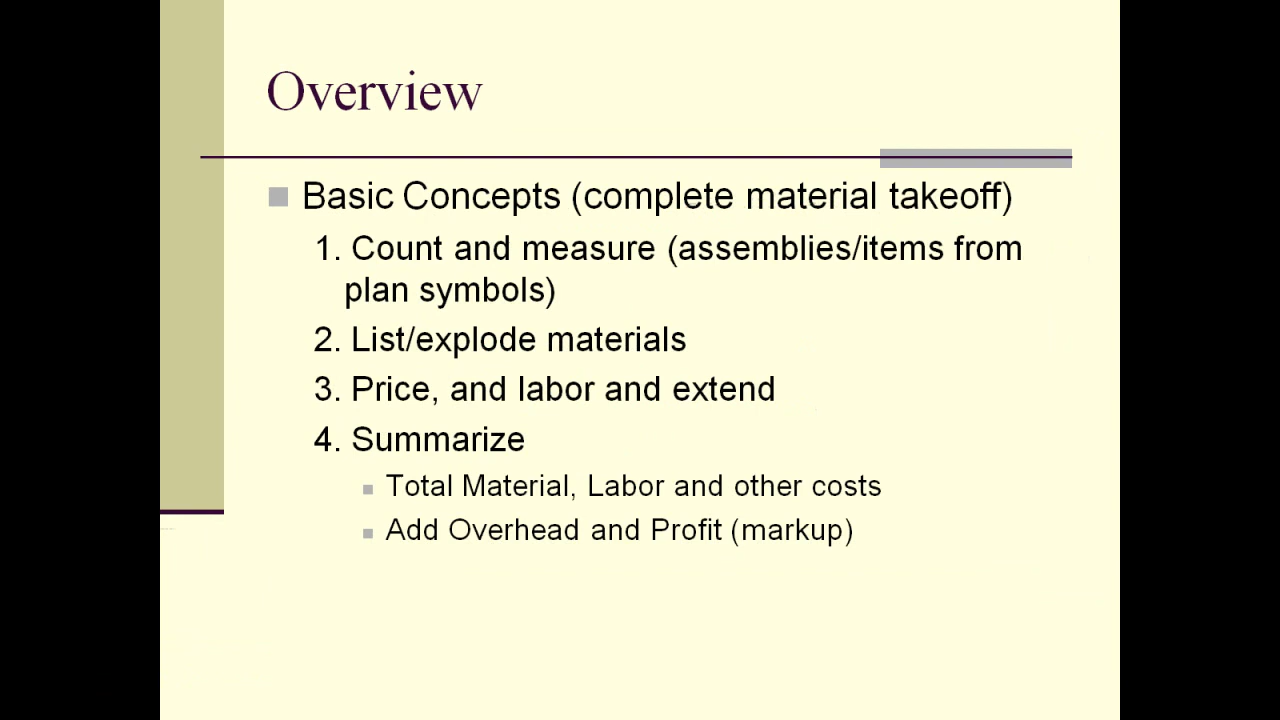 Overview
Basic Concepts (complete material takeoff)
1. Count and measure (assemblies/items from
plan symbols)
2. List/explode materials
3. Price, and labor and extend
4. Summarize
Total Material, Labor and other costs
Add Overhead and Profit (markup)